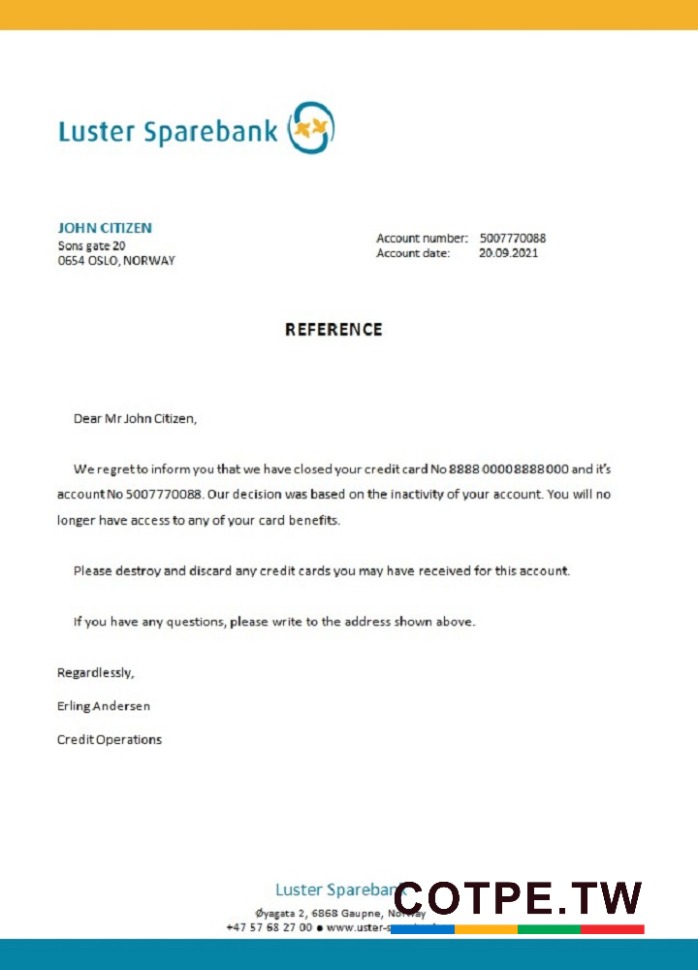 Luster Sparebank
JOHN CITIZEN
Sons gate 20
0654 OSLO, NORWAY
Account number: 5007770088
Account date: 20.09.2021
REFERENCE
Dear Mr John Citizen,
We regret to inform you that we have closed your credit card No 8888 0000 8888 000 and it's
account No 5007770088. Our decision was based on the inactivity of your account. You will no
longer have access to any of your card benefits.
Please destroy and discard any credit cards you may have received for this account.
If you have any questions, please write to the address shown above.
Regardlessly,
Erling Andersen
Credit Operations
Luster Sparebank
Øyagata 2, 6868 Gaupne, Norway
+47 57 68 27 00 ●
COTPE.TW